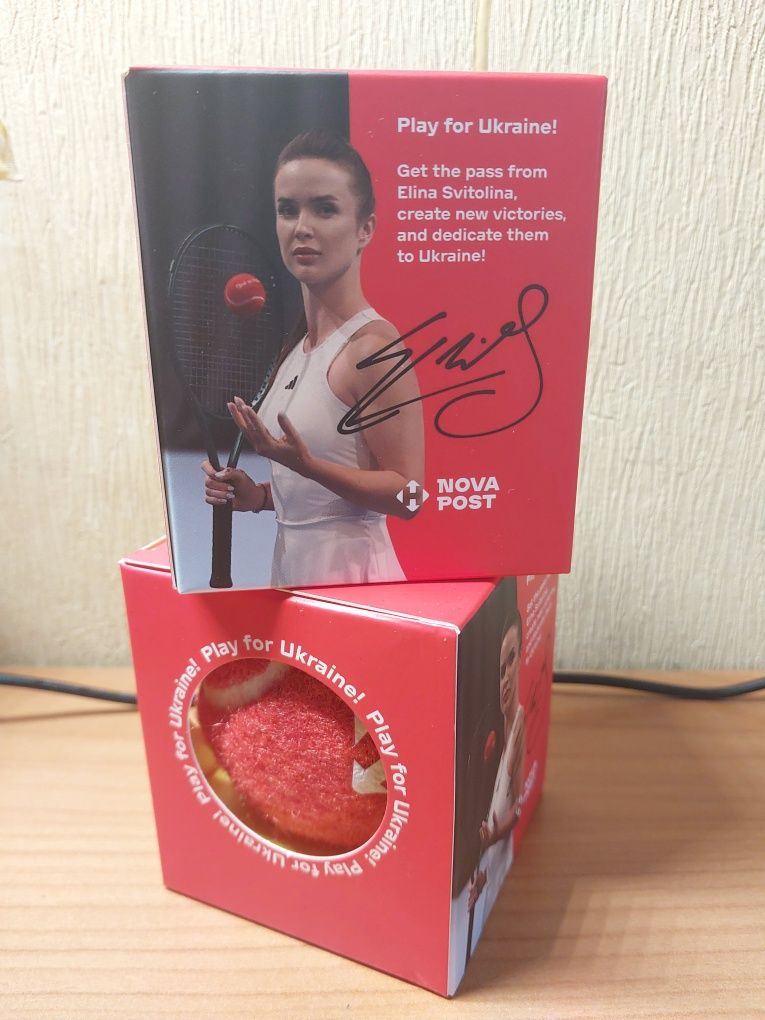 Play for Ukraine!
Get the pass from
Elina Svitolina,
create new victories,
and dedicate them
to Ukraine!
NOVA
POST
Play for Ukraine! Play for Ukraine! Play for Ukraine! Play for Ukraine!